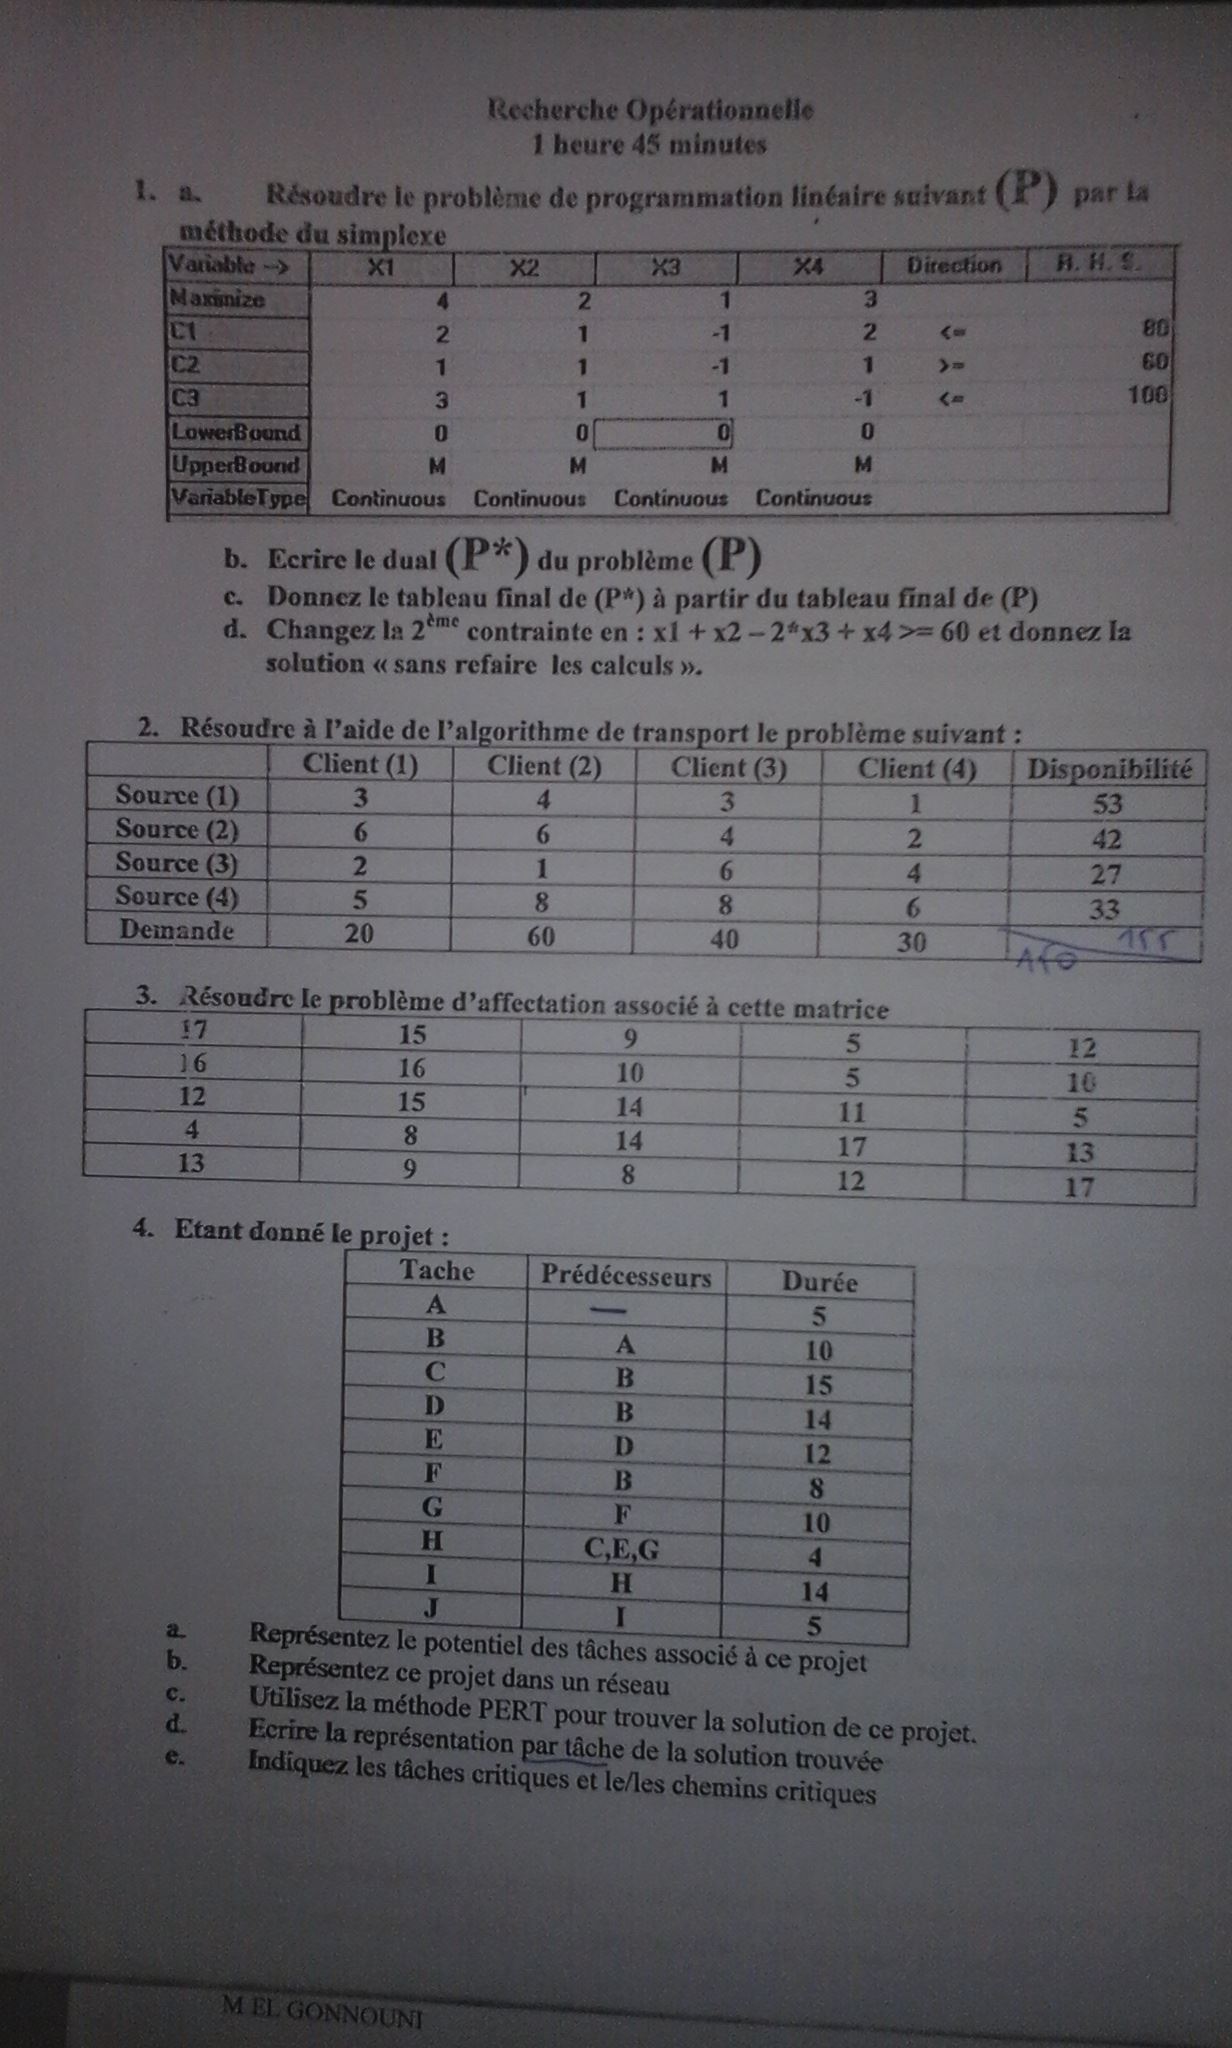 Recherche Opérationnelle
1 heure 45 minutes
1. a. Résoudre le problème de programmation linéaire suivant (P) par la
méthode du simplexe
Variable --> X1 X2 X3 X4 Direction R. H. S.
Maximize 4 2 1 3
C1 2 1 -1 2 <= 80
C2 1 1 -1 1 >= 60
C3 3 1 1 -1 <= 100
LowerBound 0 0 0 0
UpperBound M M M M
VariableType Continuous Continuous Continuous Continuous
b. Ecrire le dual (P*) du problème (P)
c. Donnez le tableau final de (P*) à partir du tableau final de (P)
d. Changez la 2ème contrainte en : x1 + x2 – 2*x3 + x4 >= 60 et donnez la
solution « sans refaire les calculs ».
2. Résoudre à l'aide de l'algorithme de transport le problème suivant :
Client (1) Client (2) Client (3) Client (4) Disponibilité
Source (1) 3 4 3 1 53
Source (2) 6 6 4 2 42
Source (3) 2 1 6 4 27
Source (4) 5 8 8 6 33
Demande 20 60 40 30 150 155
3. Résoudre le problème d'affectation associé à cette matrice
17 15 9 5 12
16 16 10 5 10
12 15 14 11 5
4 8 14 17 13
13 9 8 12 17
4. Etant donné le projet :
Tache Prédécesseurs Durée
A — 5
B A 10
C B 15
D B 14
E D 12
F B 8
G F 10
H C,E,G 4
I H 14
J I 5
a. Représentez le potentiel des tâches associé à ce projet
b. Représentez ce projet dans un réseau
c. Utilisez la méthode PERT pour trouver la solution de ce projet.
d. Ecrire la représentation par tâche de la solution trouvée
e. Indiquez les tâches critiques et le/les chemins critiques
M EL GONNOUNI